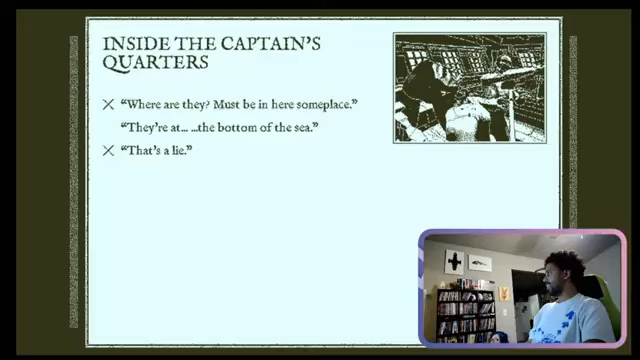 INSIDE THE CAPTAIN'S
QUARTERS
"Where are they? Must be in here someplace."
"They're at... ...the bottom of the sea."
"That's a lie."